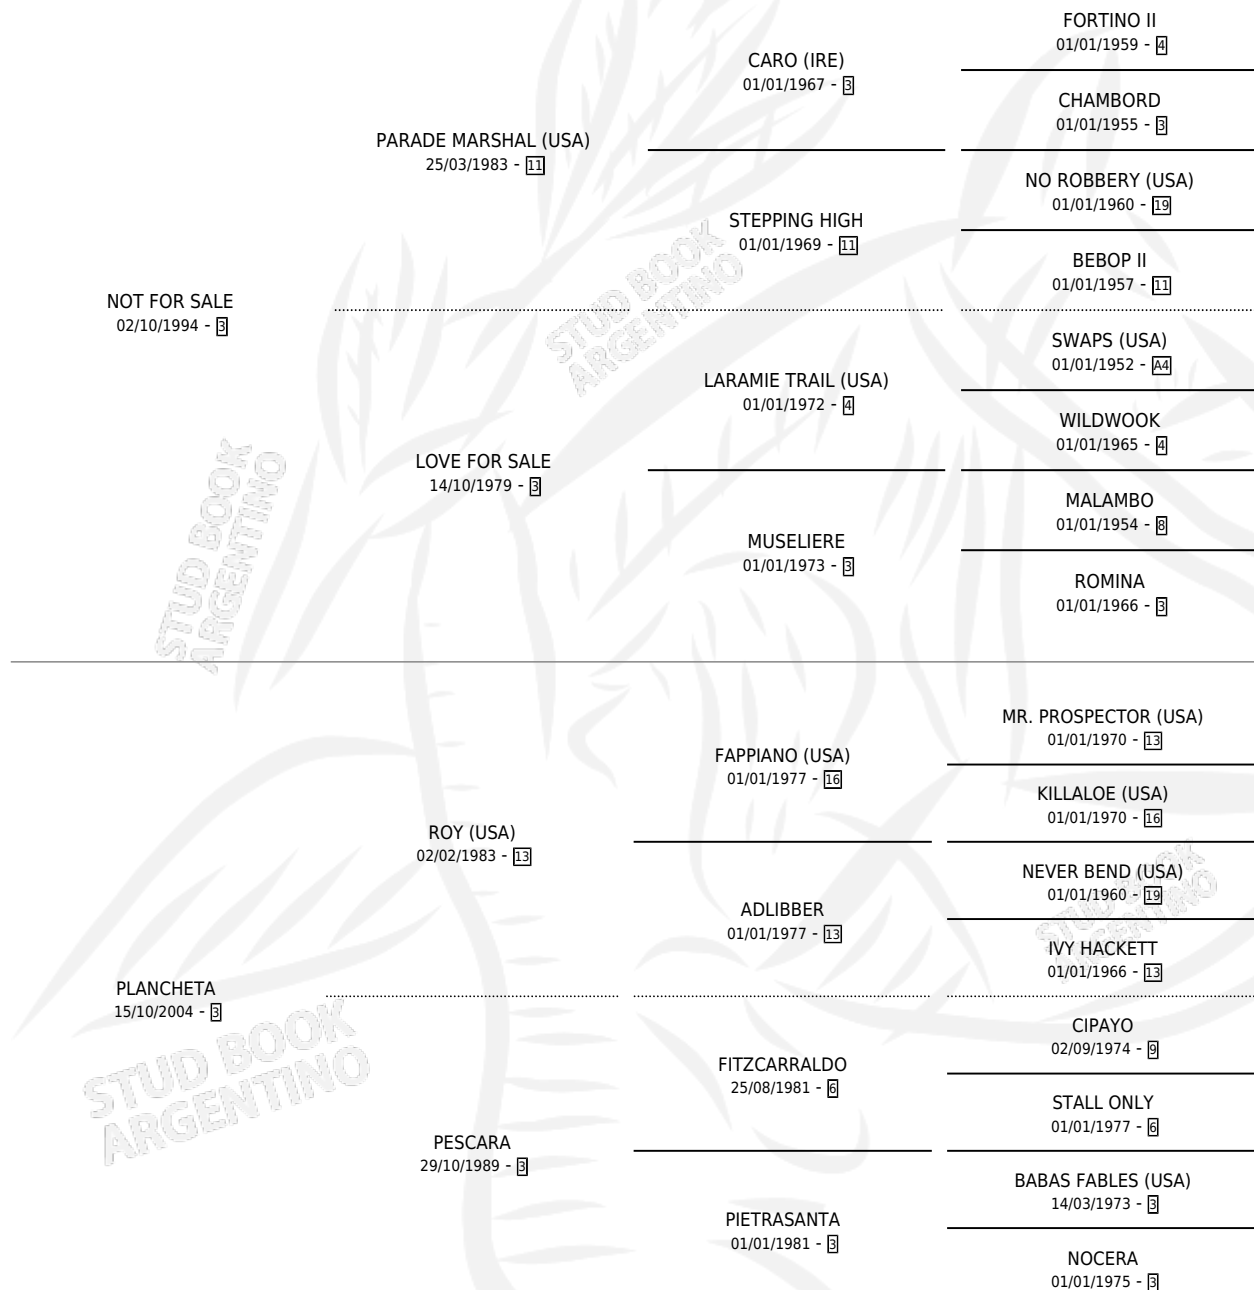 FORTINO II
01/01/1959 - 4
CARO (IRE)
01/01/1967 - 3
CHAMBORD
01/01/1955 - 3
PARADE MARSHAL (USA)
25/03/1983 - 11
NO ROBBERY (USA)
01/01/1960 - 19
STEPPING HIGH
01/01/1969 - 11
BEBOP II
01/01/1957 - 11
NOT FOR SALE
02/10/1994 - 3
SWAPS (USA)
01/01/1952 - A4
LARAMIE TRAIL (USA)
01/01/1972 - 4
WILDWOOK
01/01/1965 - 4
LOVE FOR SALE
14/10/1979 - 3
MALAMBO
01/01/1954 - 8
MUSELIERE
01/01/1973 - 3
ROMINA
01/01/1966 - 3
STUD BOOK
ARGENTINO
STUD BOOK
ARGENTINO
MR. PROSPECTOR (USA)
01/01/1970 - 13
FAPPIANO (USA)
01/01/1977 - 16
KILLALOE (USA)
01/01/1970 - 16
ROY (USA)
02/02/1983 - 13
NEVER BEND (USA)
01/01/1960 - 19
ADLIBBER
01/01/1977 - 13
IVY HACKETT
01/01/1966 - 13
PLANCHETA
15/10/2004 - 3
CIPAYO
02/09/1974 - 9
FITZCARRALDO
25/08/1981 - 6
STALL ONLY
01/01/1977 - 6
PESCARA
29/10/1989 - 3
BABAS FABLES (USA)
14/03/1973 - 3
PIETRASANTA
01/01/1981 - 3
NOCERA
01/01/1975 - 3
STUD BOOK
ARGENTINO
STUD BOOK
ARGENTINO